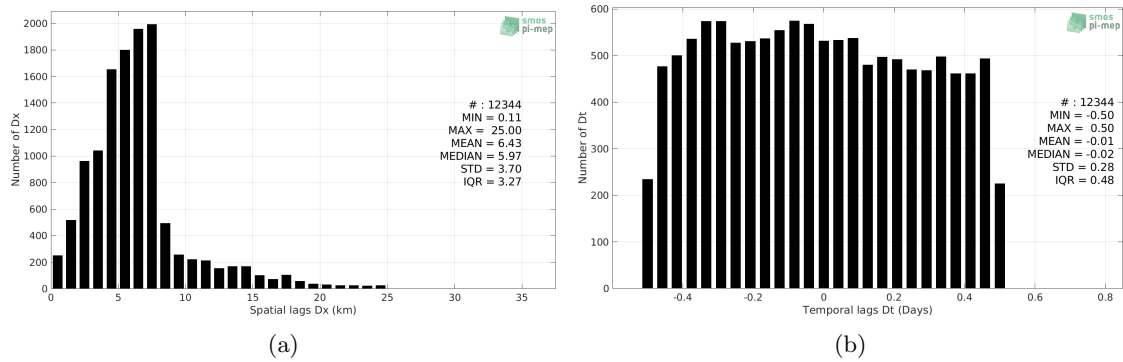 2000
1800
1600
1400
1200
1000
800
600
400
200
0
Number of Dx
0 5 10 15 20 25 30 35
Spatial lags Dx (km)
smos
pi-mep
# : 12344
MIN = 0.11
MAX = 25.00
MEAN = 6.43
MEDIAN = 5.97
STD = 3.70
IQR = 3.27
(a)
600
500
400
300
200
100
0
Number of Dt
-0.4 -0.2 0 0.2 0.4 0.6 0.8
Temporal lags Dt (Days)
smos
pi-mep
# : 12344
MIN = -0.50
MAX = 0.50
MEAN = -0.01
MEDIAN = -0.02
STD = 0.28
IQR = 0.48
(b)